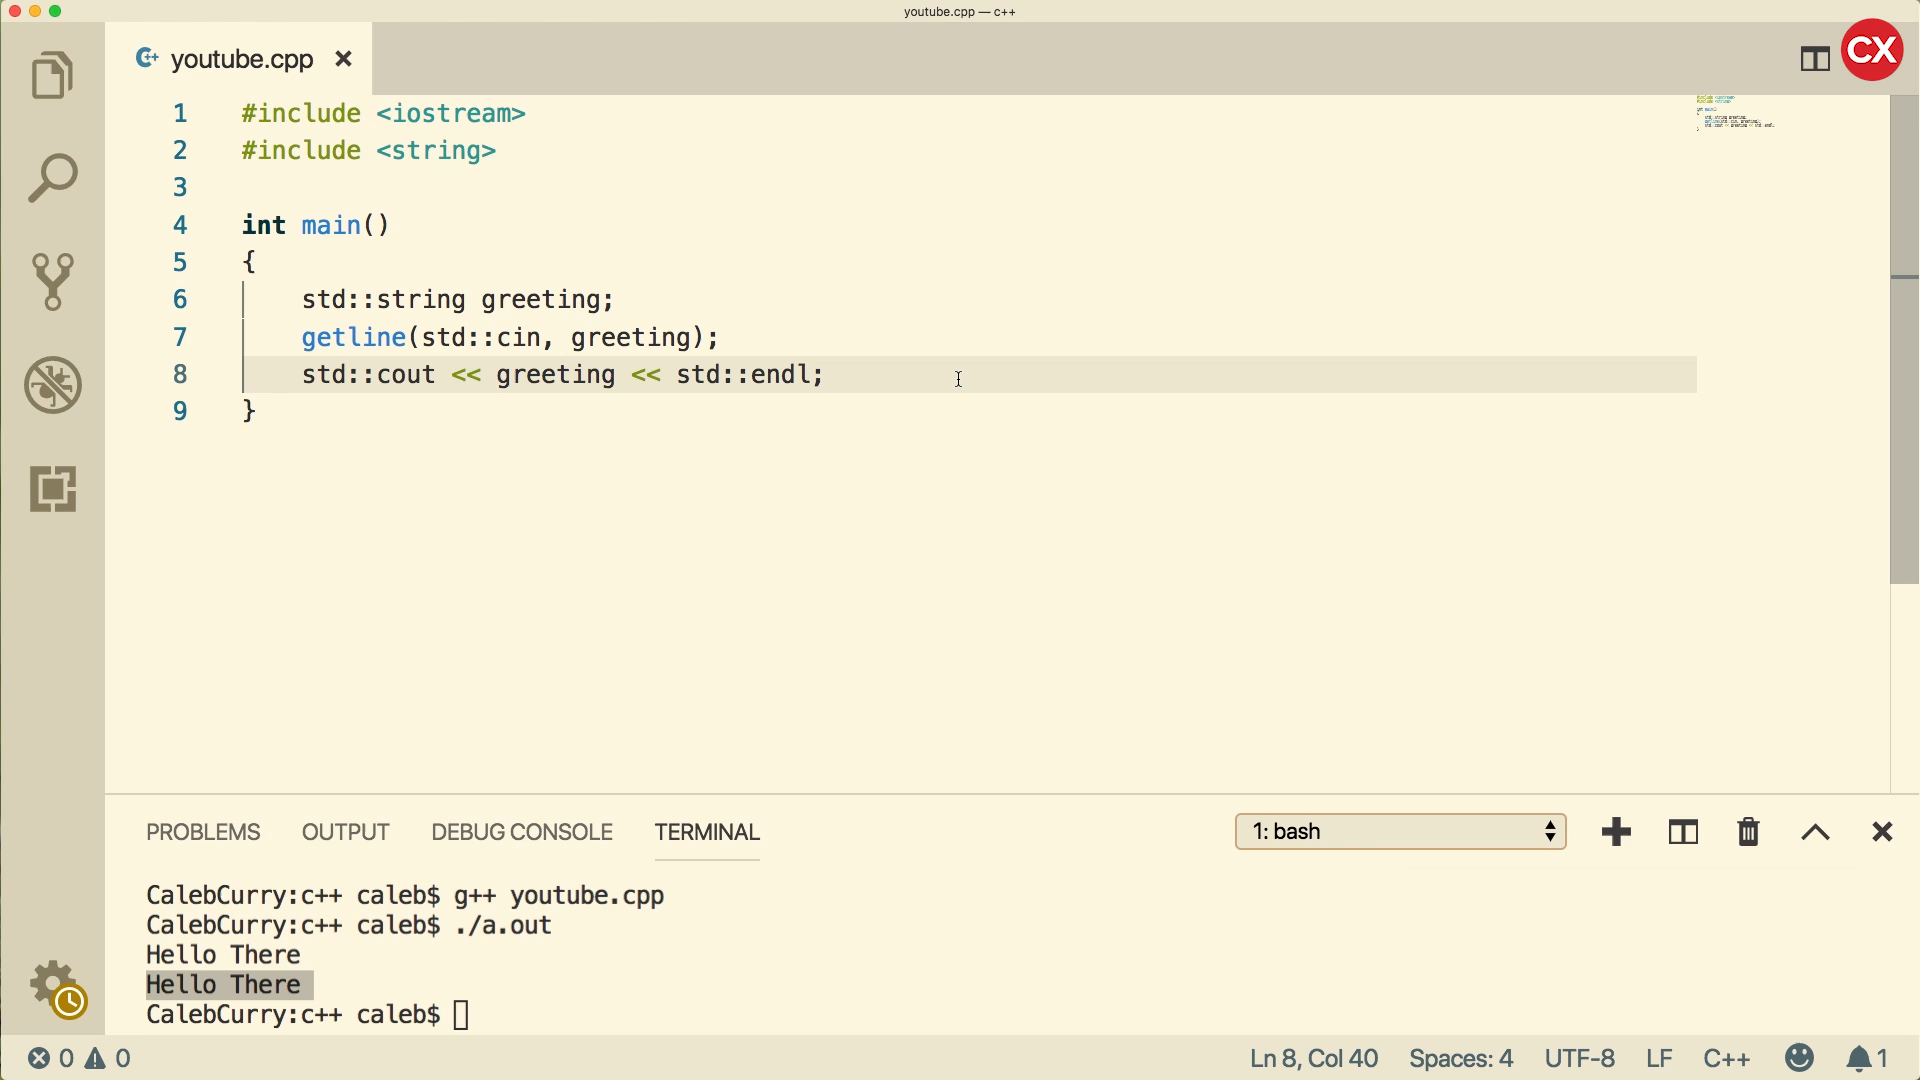 youtube.cpp — c++
youtube.cpp
CX
1 #include <iostream>
2 #include <string>
3
4 int main()
5 {
6 std::string greeting;
7 getline(std::cin, greeting);
8 std::cout << greeting << std::endl;
9 }
PROBLEMS OUTPUT DEBUG CONSOLE TERMINAL 1: bash
CalebCurry:c++ caleb$ g++ youtube.cpp
CalebCurry:c++ caleb$ ./a.out
Hello There
Hello There
CalebCurry:c++ caleb$
0 0 Ln 8, Col 40 Spaces: 4 UTF-8 LF C++ 1